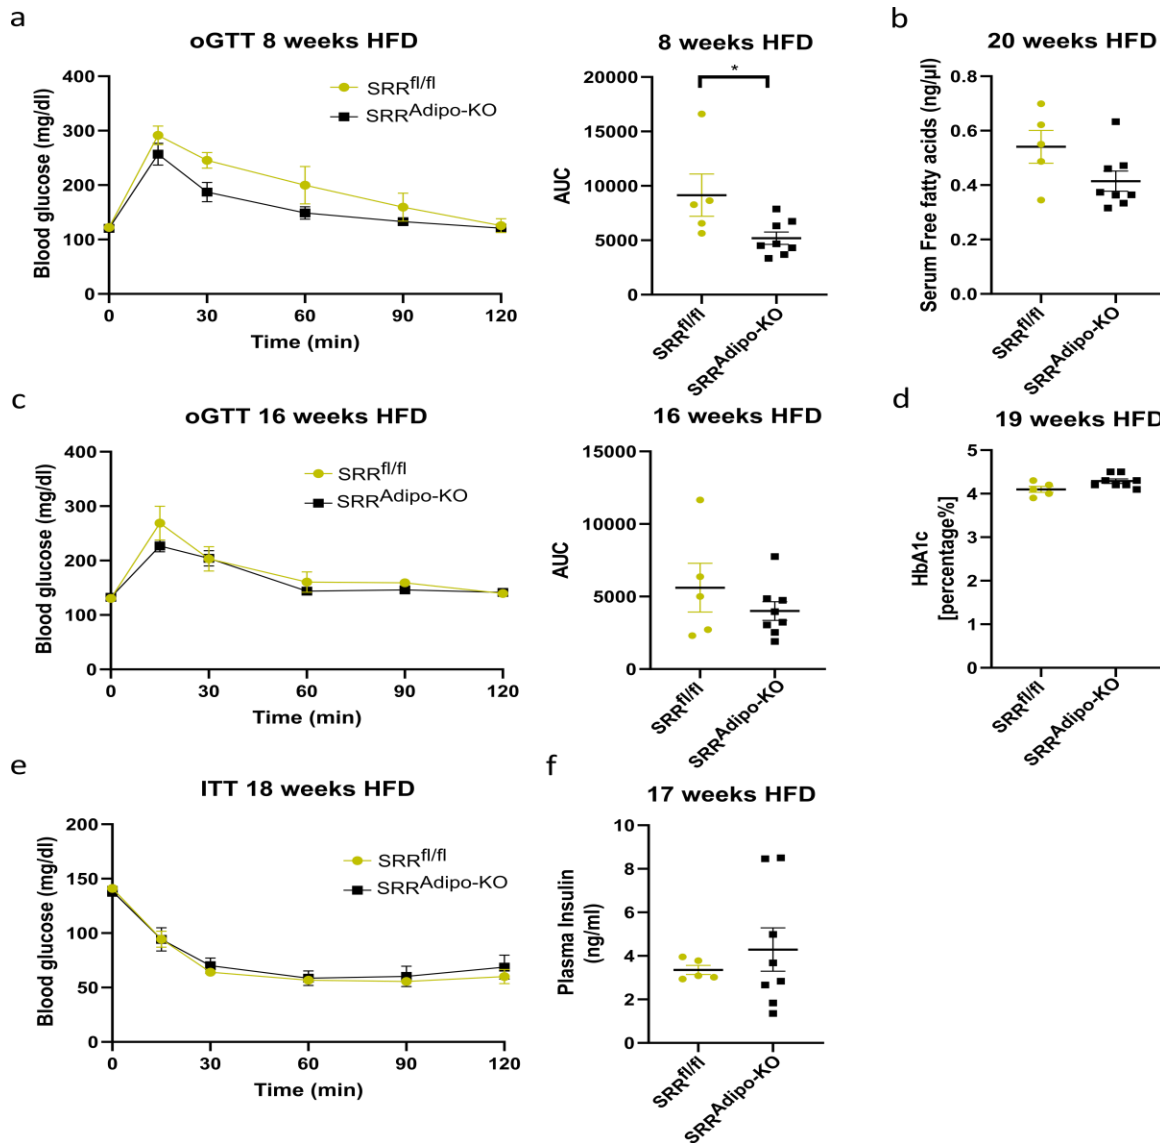 a
oGTT 8 weeks HFD
Blood glucose (mg/dl)
400
300
200
100
0
0 30 60 90 120
Time (min)
SRRfl/fl
SRRAdipo-KO
8 weeks HFD
*
AUC
20000
15000
10000
5000
0
SRRfl/fl
SRRAdipo-KO
b
20 weeks HFD
Serum Free fatty acids (ng/µl)
0.8
0.6
0.4
0.2
0.0
SRRfl/fl
SRRAdipo-KO
c
oGTT 16 weeks HFD
Blood glucose (mg/dl)
400
300
200
100
0
0 30 60 90 120
Time (min)
SRRfl/fl
SRRAdipo-KO
16 weeks HFD
AUC
15000
10000
5000
0
SRRfl/fl
SRRAdipo-KO
d
19 weeks HFD
HbA1c
[percentage%]
5
4
3
2
1
0
SRRfl/fl
SRRAdipo-KO
e
ITT 18 weeks HFD
Blood glucose (mg/dl)
200
150
100
50
0
0 30 60 90 120
Time (min)
SRRfl/fl
SRRAdipo-KO
f
17 weeks HFD
Plasma Insulin
(ng/ml)
10
8
6
4
2
0
SRRfl/fl
SRRAdipo-KO